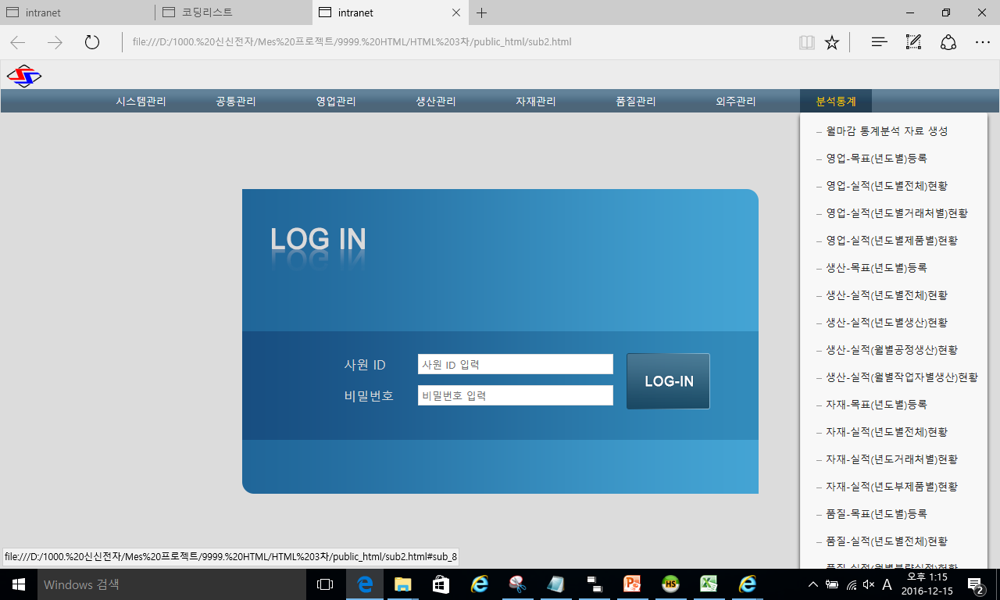 intranet
코딩리스트
intranet
file:///D:/1000.%20신신전자/Mes%20프로젝트/9999.%20HTML/HTML%203차/public_html/sub2.html
시스템관리 공통관리 영업관리 생산관리 자재관리 품질관리 외주관리 분석통계
– 월마감 통계분석 자료 생성
– 영업-목표(년도별)등록
– 영업-실적(년도별전체)현황
– 영업-실적(년도별거래처별)현황
– 영업-실적(년도별제품별)현황
– 생산-목표(년도별)등록
– 생산-실적(년도별전체)현황
– 생산-실적(년도별생산)현황
– 생산-실적(월별공정생산)현황
– 생산-실적(월별작업자별생산)현황
– 자재-목표(년도별)등록
– 자재-실적(년도별전체)현황
– 자재-실적(년도거래처별)현황
– 자재-실적(년도부제품별)현황
– 품질-목표(년도별)등록
– 품질-실적(년도별전체)현황
LOG IN
사원 ID
사원 ID 입력
비밀번호
비밀번호 입력
LOG-IN
file:///D:/1000.%20신신전자/Mes%20프로젝트/9999.%20HTML/HTML%203차/public_html/sub2.html#sub_8
Windows 검색
A
오후 1:15
2016-12-15
2